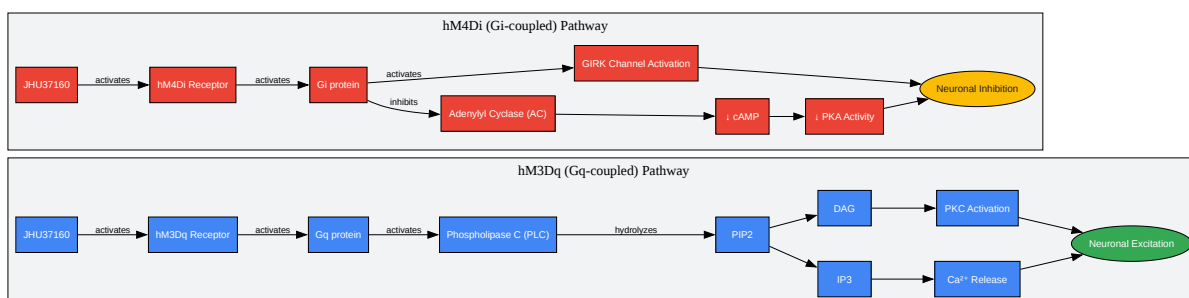 hM4Di (Gi-coupled) Pathway
JHU37160
activates
hM4Di Receptor
activates
Gi protein
activates
GIRK Channel Activation
Neuronal Inhibition
inhibits
Adenylyl Cyclase (AC)
↓ cAMP
↓ PKA Activity
hM3Dq (Gq-coupled) Pathway
JHU37160
activates
hM3Dq Receptor
activates
Gq protein
activates
Phospholipase C (PLC)
hydrolyzes
PIP2
DAG
PKC Activation
Neuronal Excitation
IP3
Ca²⁺ Release